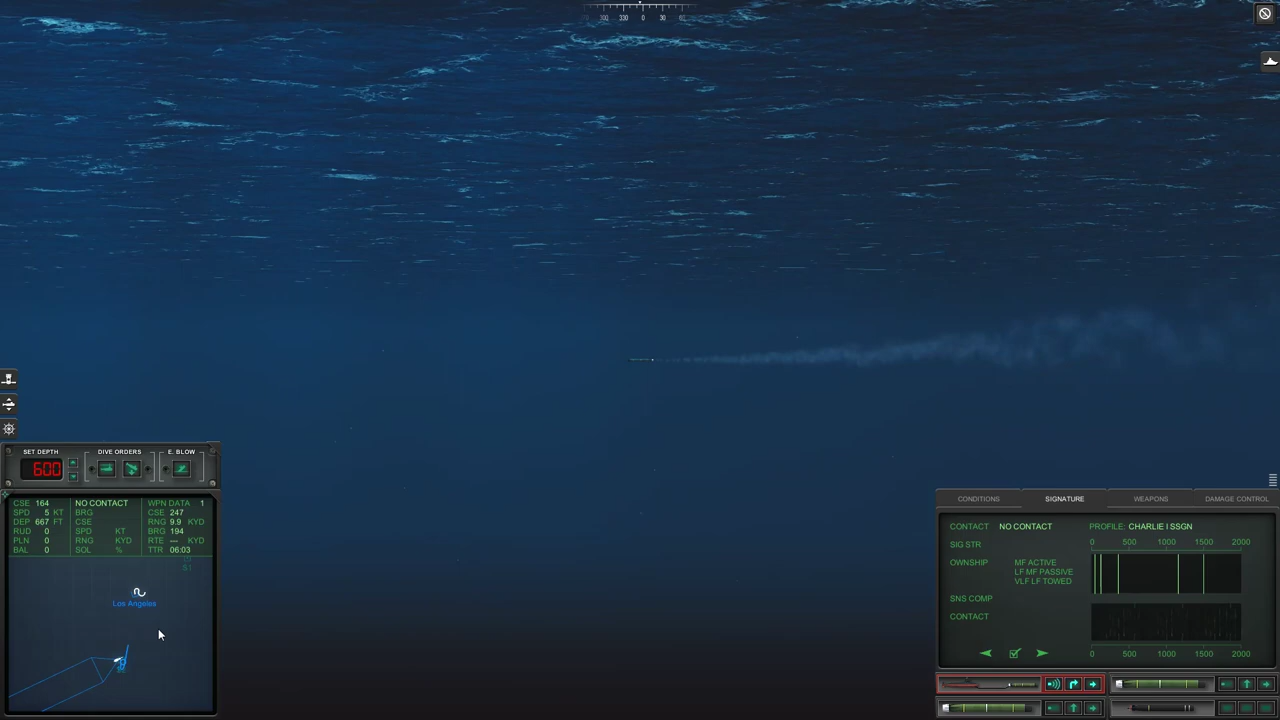 300 330 0 30 60
SET DEPTH DIVE ORDERS E. BLOW
600
CSE 164 NO CONTACT WPN DATA 1
SPD 5 KT BRG CSE 247
DEP 667 FT CSE RNG 9.9 KYD
RUD 0 SPD KT BRG 194
PLN 0 RNG KYD RTE --- KYD
BAL 0 SOL % TTR 06:03
S1
Los Angeles
CONDITIONS SIGNATURE WEAPONS DAMAGE CONTROL
CONTACT NO CONTACT PROFILE: CHARLIE I SSGN
SIG STR 0 500 1000 1500 2000
OWNSHIP MF ACTIVE
LF MF PASSIVE
VLF LF TOWED
SNS COMP
CONTACT
0 500 1000 1500 2000